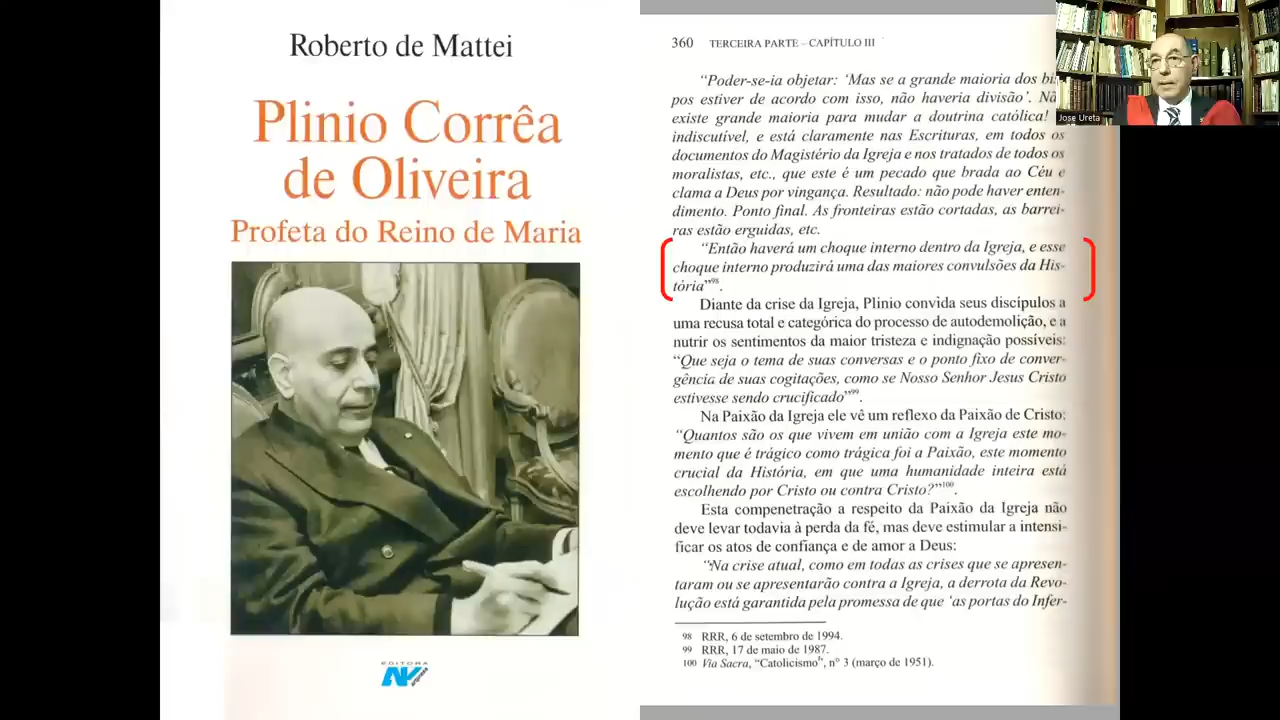 Roberto de Mattei
Plinio Corrêa
de Oliveira
Profeta do Reino de Maria
EDITORA
360 TERCEIRA PARTE – CAPÍTULO III
“Poder-se-ia objetar: ‘Mas se a grande maioria dos
pos estiver de acordo com isso, não haveria divisão’.
existe grande maioria para mudar a doutrina católica!
indiscutível, e está claramente nas Escrituras, em todos os
documentos do Magistério da Igreja e nos tratados de todos os
moralistas, etc., que este é um pecado que brada ao Céu e
clama a Deus por vingança. Resultado: não pode haver enten-
dimento. Ponto final. As fronteiras estão cortadas, as barrei-
ras estão erguidas, etc.
“Então haverá um choque interno dentro da Igreja, e esse
choque interno produzirá uma das maiores convulsões da His-
tória”⁹⁸.
Diante da crise da Igreja, Plinio convida seus discípulos a
uma recusa total e categórica do processo de autodemolição, e a
nutrir os sentimentos da maior tristeza e indignação possíveis:
“Que seja o tema de suas conversas e o ponto fixo de conver-
gência de suas cogitações, como se Nosso Senhor Jesus Cristo
estivesse sendo crucificado”⁹⁹.
Na Paixão da Igreja ele vê um reflexo da Paixão de Cristo:
“Quantos são os que vivem em união com a Igreja este mo-
mento que é trágico como trágica foi a Paixão, este momento
crucial da História, em que uma humanidade inteira está
escolhendo por Cristo ou contra Cristo?”¹⁰⁰.
Esta compenetração a respeito da Paixão da Igreja não
deve levar todavia à perda da fé, mas deve estimular a intensi-
ficar os atos de confiança e de amor a Deus:
“Na crise atual, como em todas as crises que se apresen-
taram ou se apresentarão contra a Igreja, a derrota da Revo-
lução está garantida pela promessa de que ‘as portas do Infer-
98 RRR, 6 de setembro de 1994.
99 RRR, 17 de maio de 1987.
100 Via Sacra, “Catolicismo”, nº 3 (março de 1951).
Jose Ureta